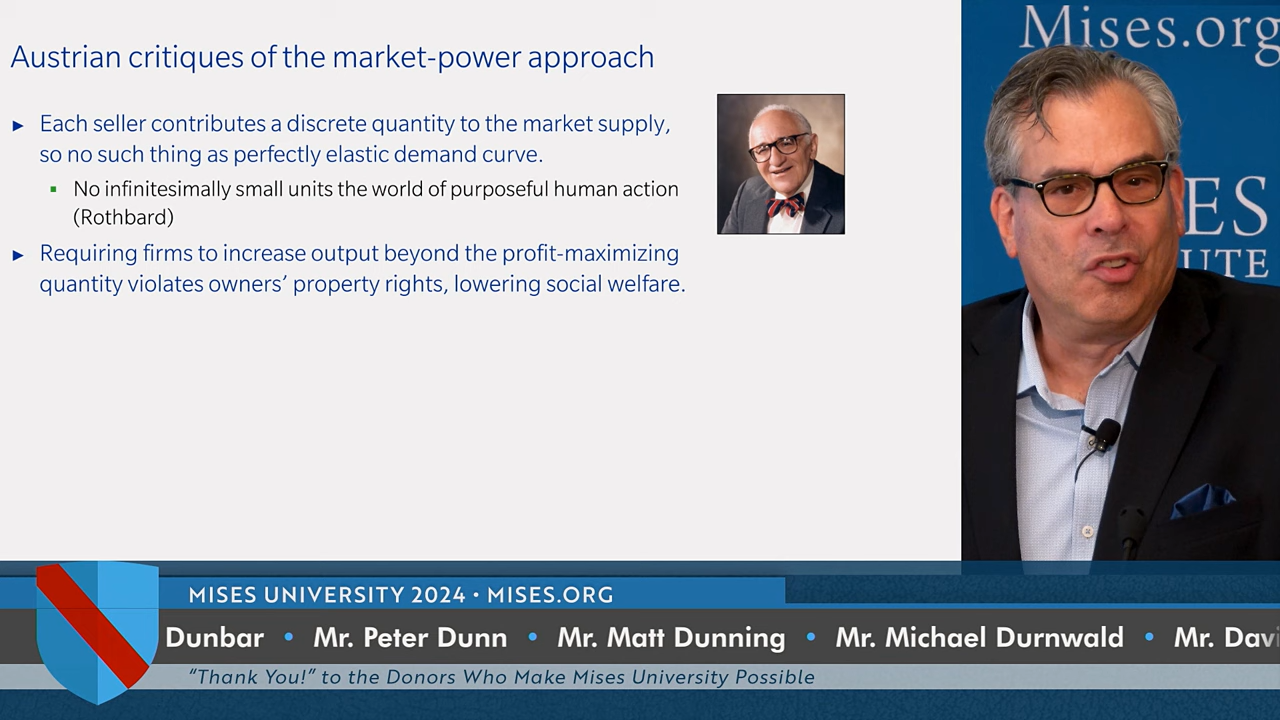 Austrian critiques of the market-power approach
► Each seller contributes a discrete quantity to the market supply,
so no such thing as perfectly elastic demand curve.
▪ No infinitesimally small units the world of purposeful human action
(Rothbard)
► Requiring firms to increase output beyond the profit-maximizing
quantity violates owners’ property rights, lowering social welfare.
Mises.org
ES
UTE
MISES UNIVERSITY 2024 • MISES.ORG
Dunbar • Mr. Peter Dunn • Mr. Matt Dunning • Mr. Michael Durnwald • Mr. Davi
“Thank You!” to the Donors Who Make Mises University Possible